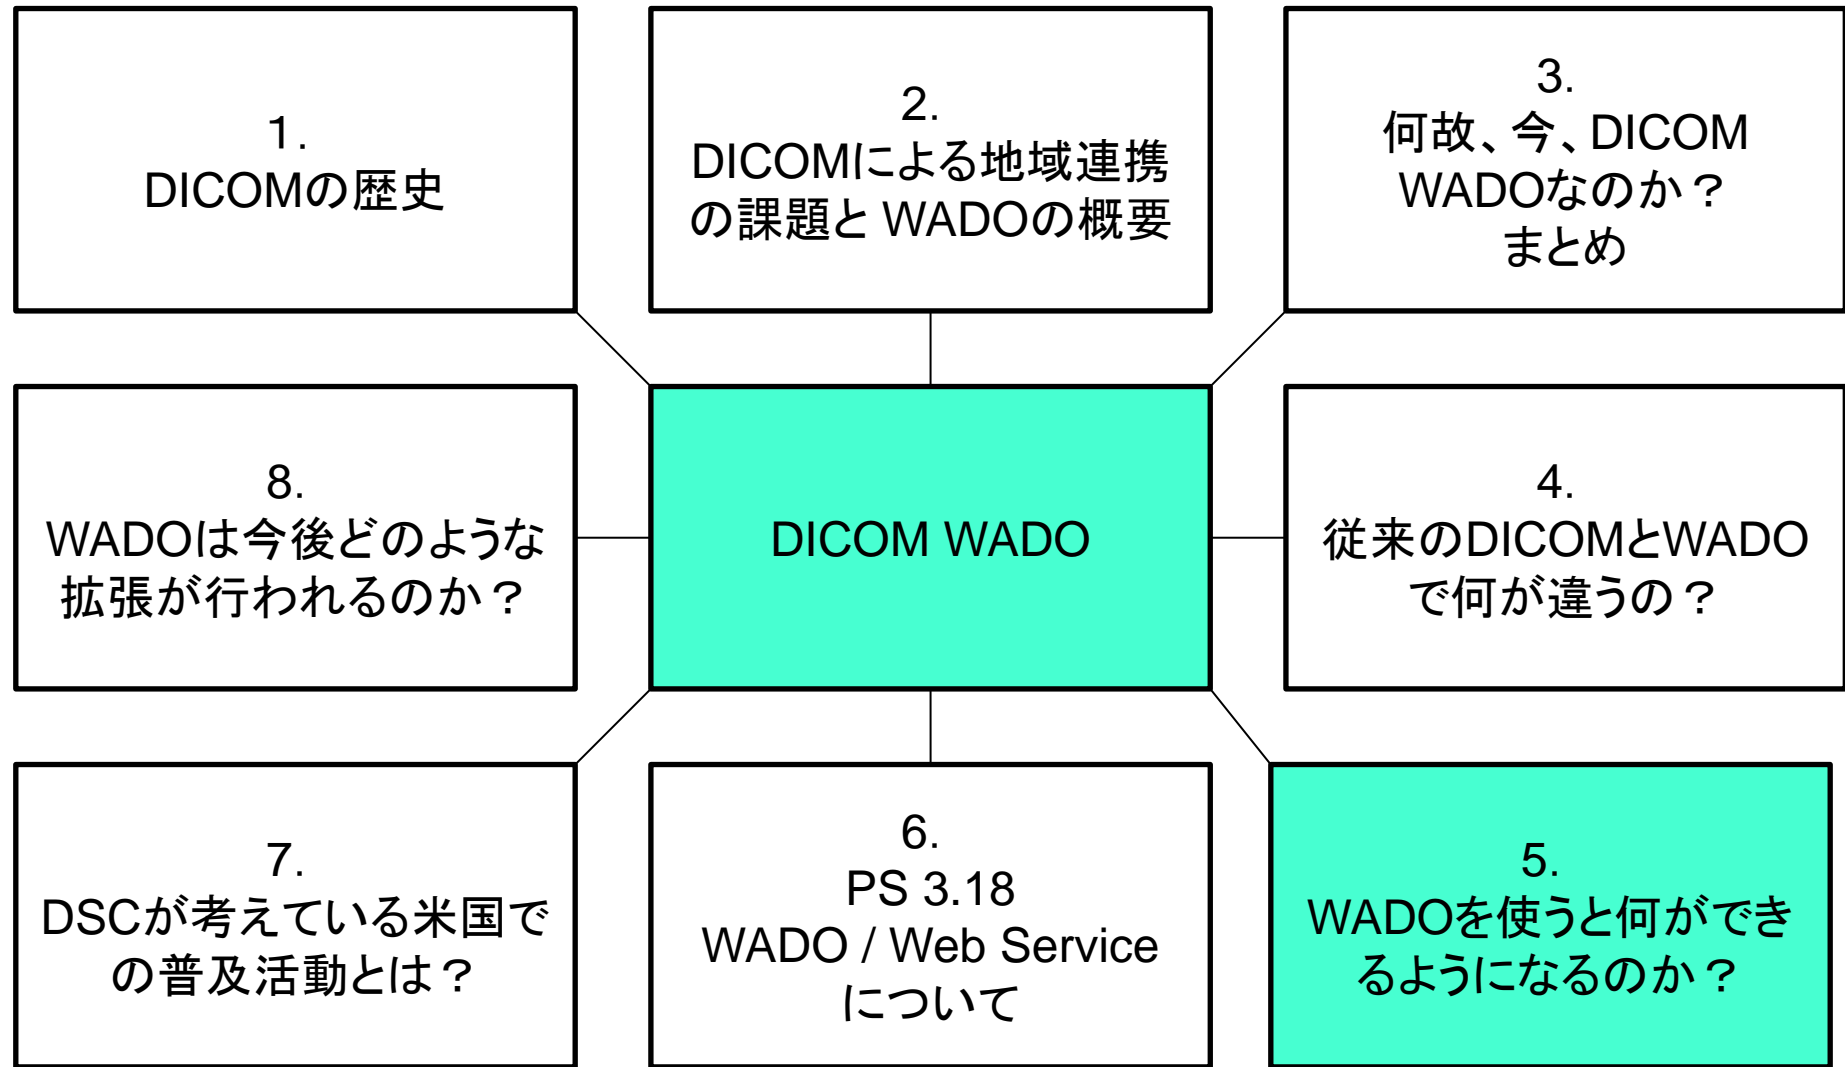 1.
DICOMの歴史
2.
DICOMによる地域連携
の課題と WADOの概要
3.
何故、今、DICOM
WADOなのか？
まとめ
8.
WADOは今後どのような
拡張が行われるのか？
DICOM WADO
4.
従来のDICOMとWADO
で何が違うの？
7.
DSCが考えている米国で
の普及活動とは？
6.
PS 3.18
WADO / Web Service
について
5.
WADOを使うと何ができ
るようになるのか？